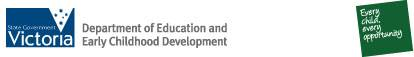 State Government
Victoria
Department of Education and
Early Childhood Development
Every
child,
every
opportunity